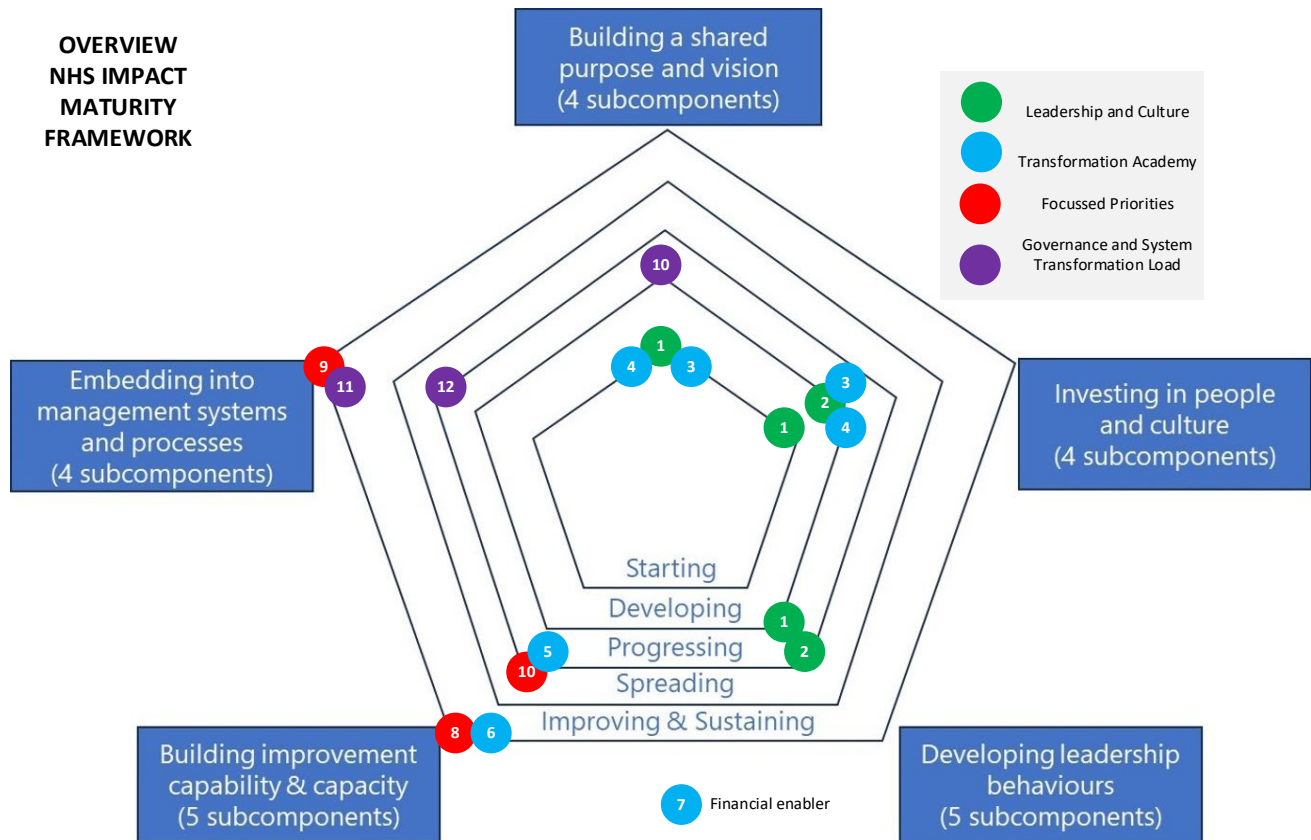 OVERVIEW
NHS IMPACT
MATURITY
FRAMEWORK
Building a shared
purpose and vision
(4 subcomponents)
Leadership and Culture
Transformation Academy
Focussed Priorities
Governance and System
Transformation Load
10
1
4
3
9
11
12
3
2
4
1
Embedding into
management systems
and processes
(4 subcomponents)
Investing in people
and culture
(4 subcomponents)
Starting
Developing
1
Progressing
5
2
10
Spreading
Improving & Sustaining
8
6
Building improvement
capability & capacity
(5 subcomponents)
Developing leadership
behaviours
(5 subcomponents)
7
Financial enabler